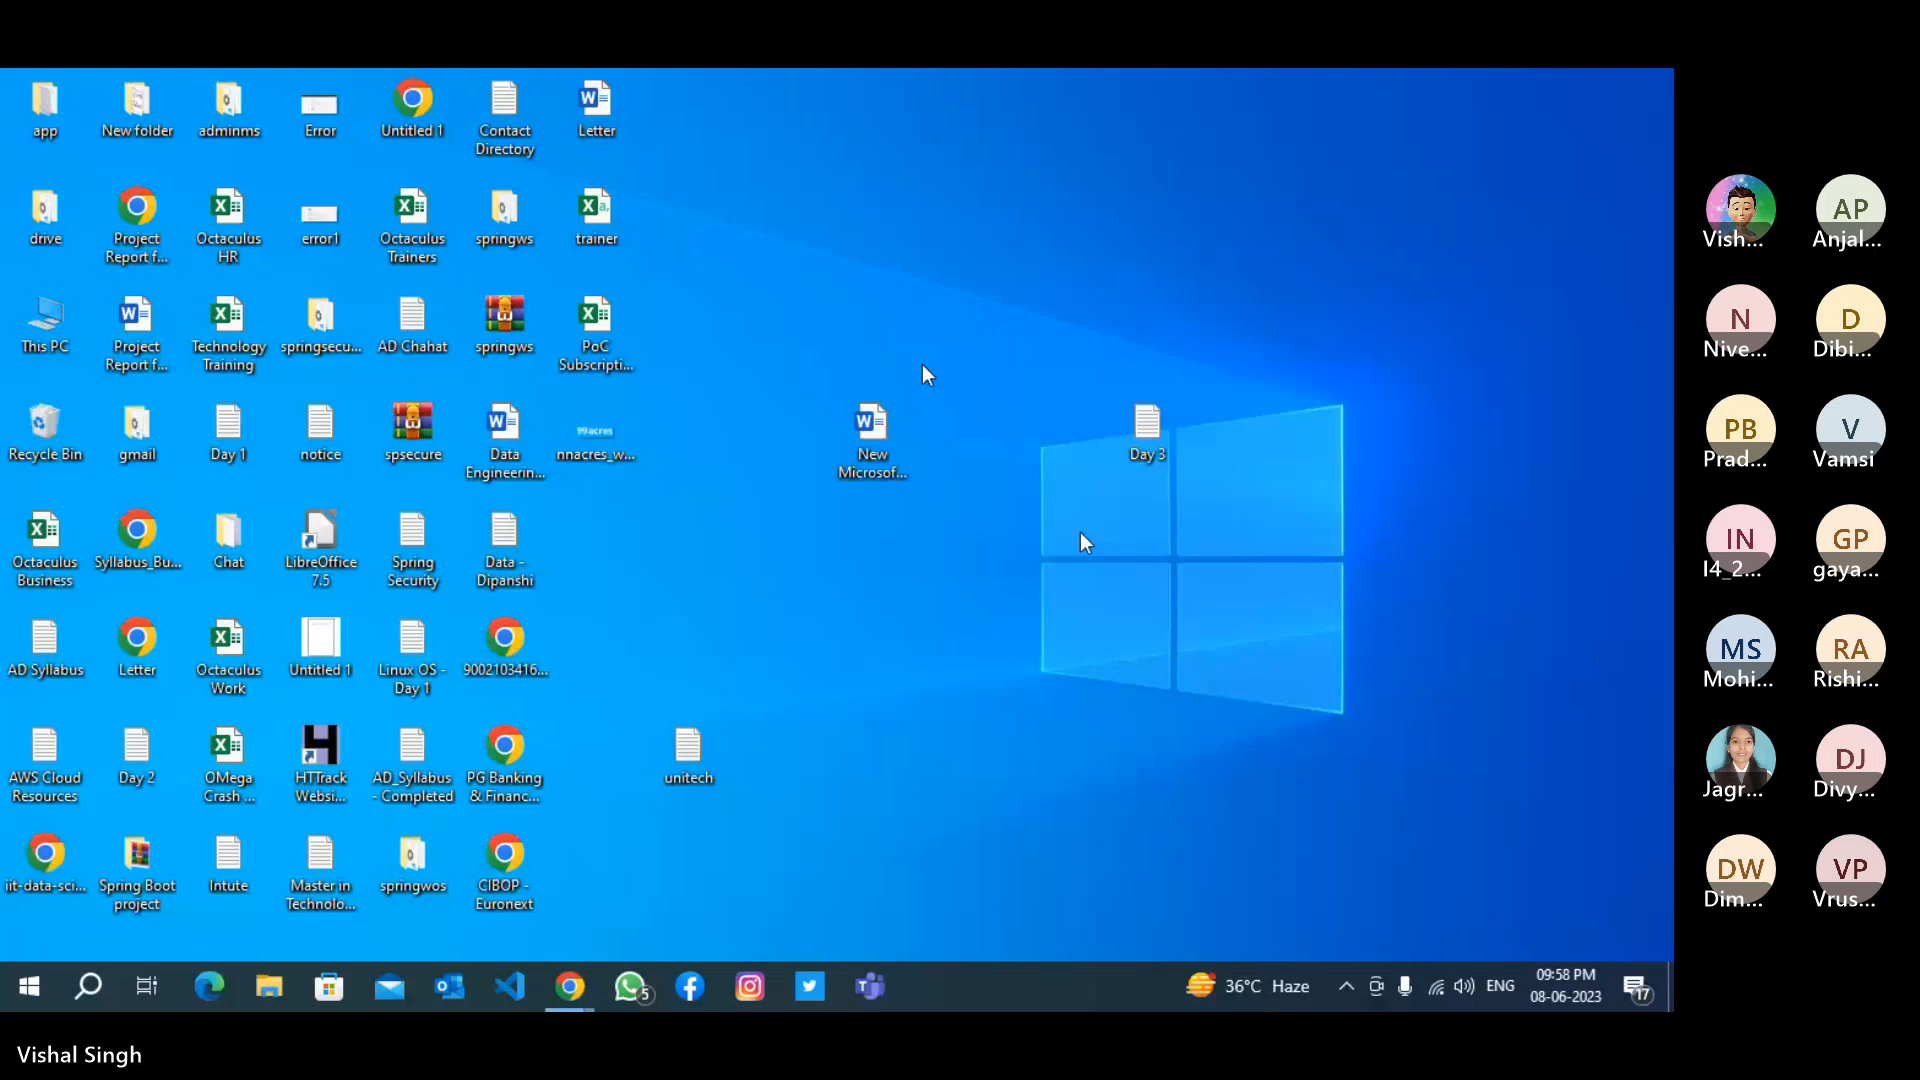 app
New folder
adminms
Error
Untitled 1
Contact
Directory
Letter
drive
Project
Report f...
Octaculus
HR
error1
Octaculus
Trainers
springws
trainer
This PC
Project
Report f...
Technology
Training
springsecu...
AD Chahat
springws
PoC
Subscripti...
Recycle Bin
gmail
Day 1
notice
spsecure
Data
Engineerin...
99acres
nnacres_w...
New
Microsof...
Day 3
Octaculus
Business
Syllabus_Bu...
Chat
LibreOffice
7.5
Spring
Security
Data -
Dipanshi
AD Syllabus
Letter
Octaculus
Work
Untitled 1
Linux OS -
Day 1
9002103416...
AWS Cloud
Resources
Day 2
OMega
Crash ...
HTTrack
Websi...
AD_Syllabus
- Completed
PG Banking
& Financ...
unitech
iit-data-sci...
Spring Boot
project
Intute
Master in
Technolo...
springwos
CIBOP -
Euronext
5
36°C Haze
ENG
09:58 PM
08-06-2023
17
Vish...
AP
Anjal...
N
Nive...
D
Dibi...
PB
Prad...
V
Vamsi
IN
I4_2...
GP
gaya...
MS
Mohi...
RA
Rishi...
Jagr...
DJ
Divy...
DW
Dim...
VP
Vrus...
Vishal Singh